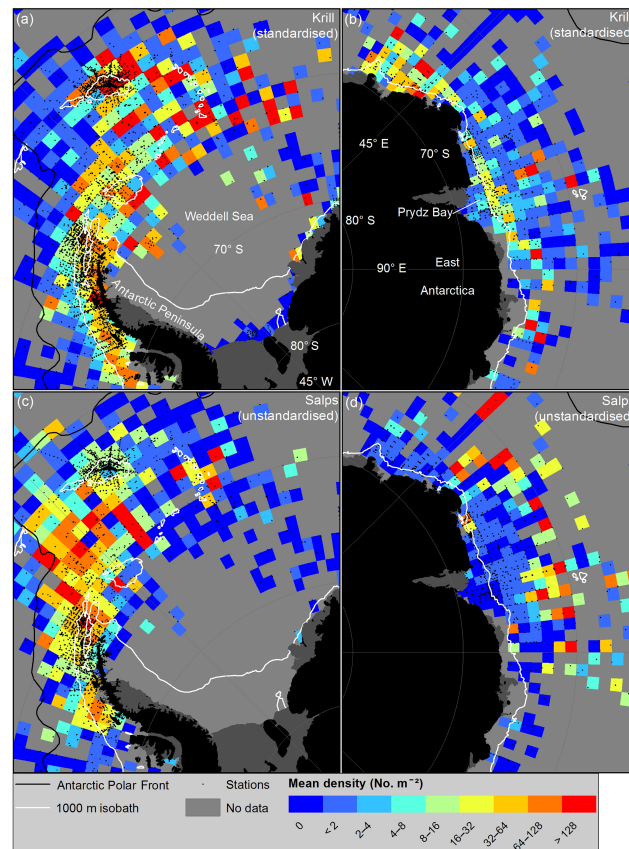 (a)
Krill
(standardised)
Weddell Sea
70° S
Antarctic Peninsula
80° S
45° W
(b)
Krill
(standardised)
45° E
70° S
Prydz Bay
80° S
90° E
East
Antarctica
(c)
Salps
(unstandardised)
(d)
Salps
(unstandardised)
Antarctic Polar Front
Stations
Mean density (No. m⁻²)
1000 m isobath
No data
0
< 2
2–4
4–8
8–16
16–32
32–64
64–128
> 128